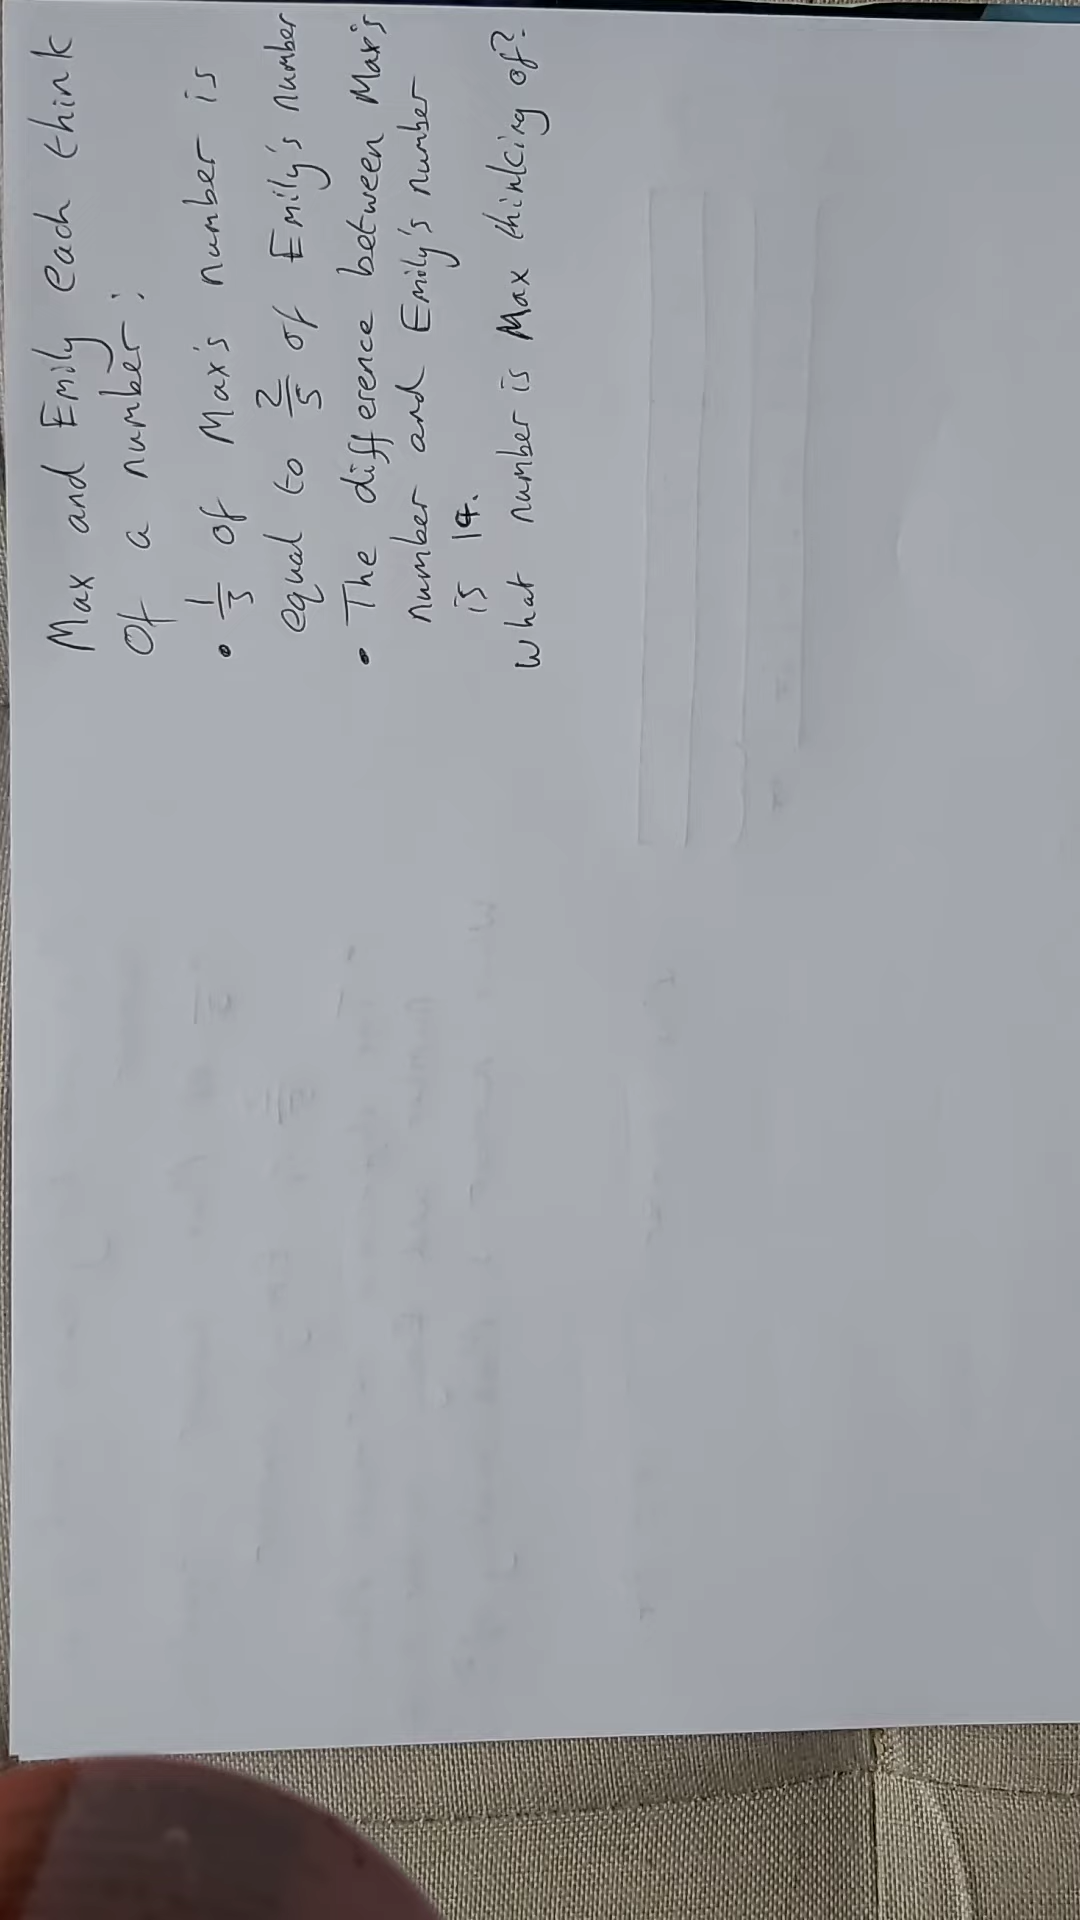 Max and Emily each think
of a number:
• 1/3 of Max's number is
equal to 2/5 of Emily's number
• The difference between Max's
number and Emily's number
is 14.
What number is Max thinking of?